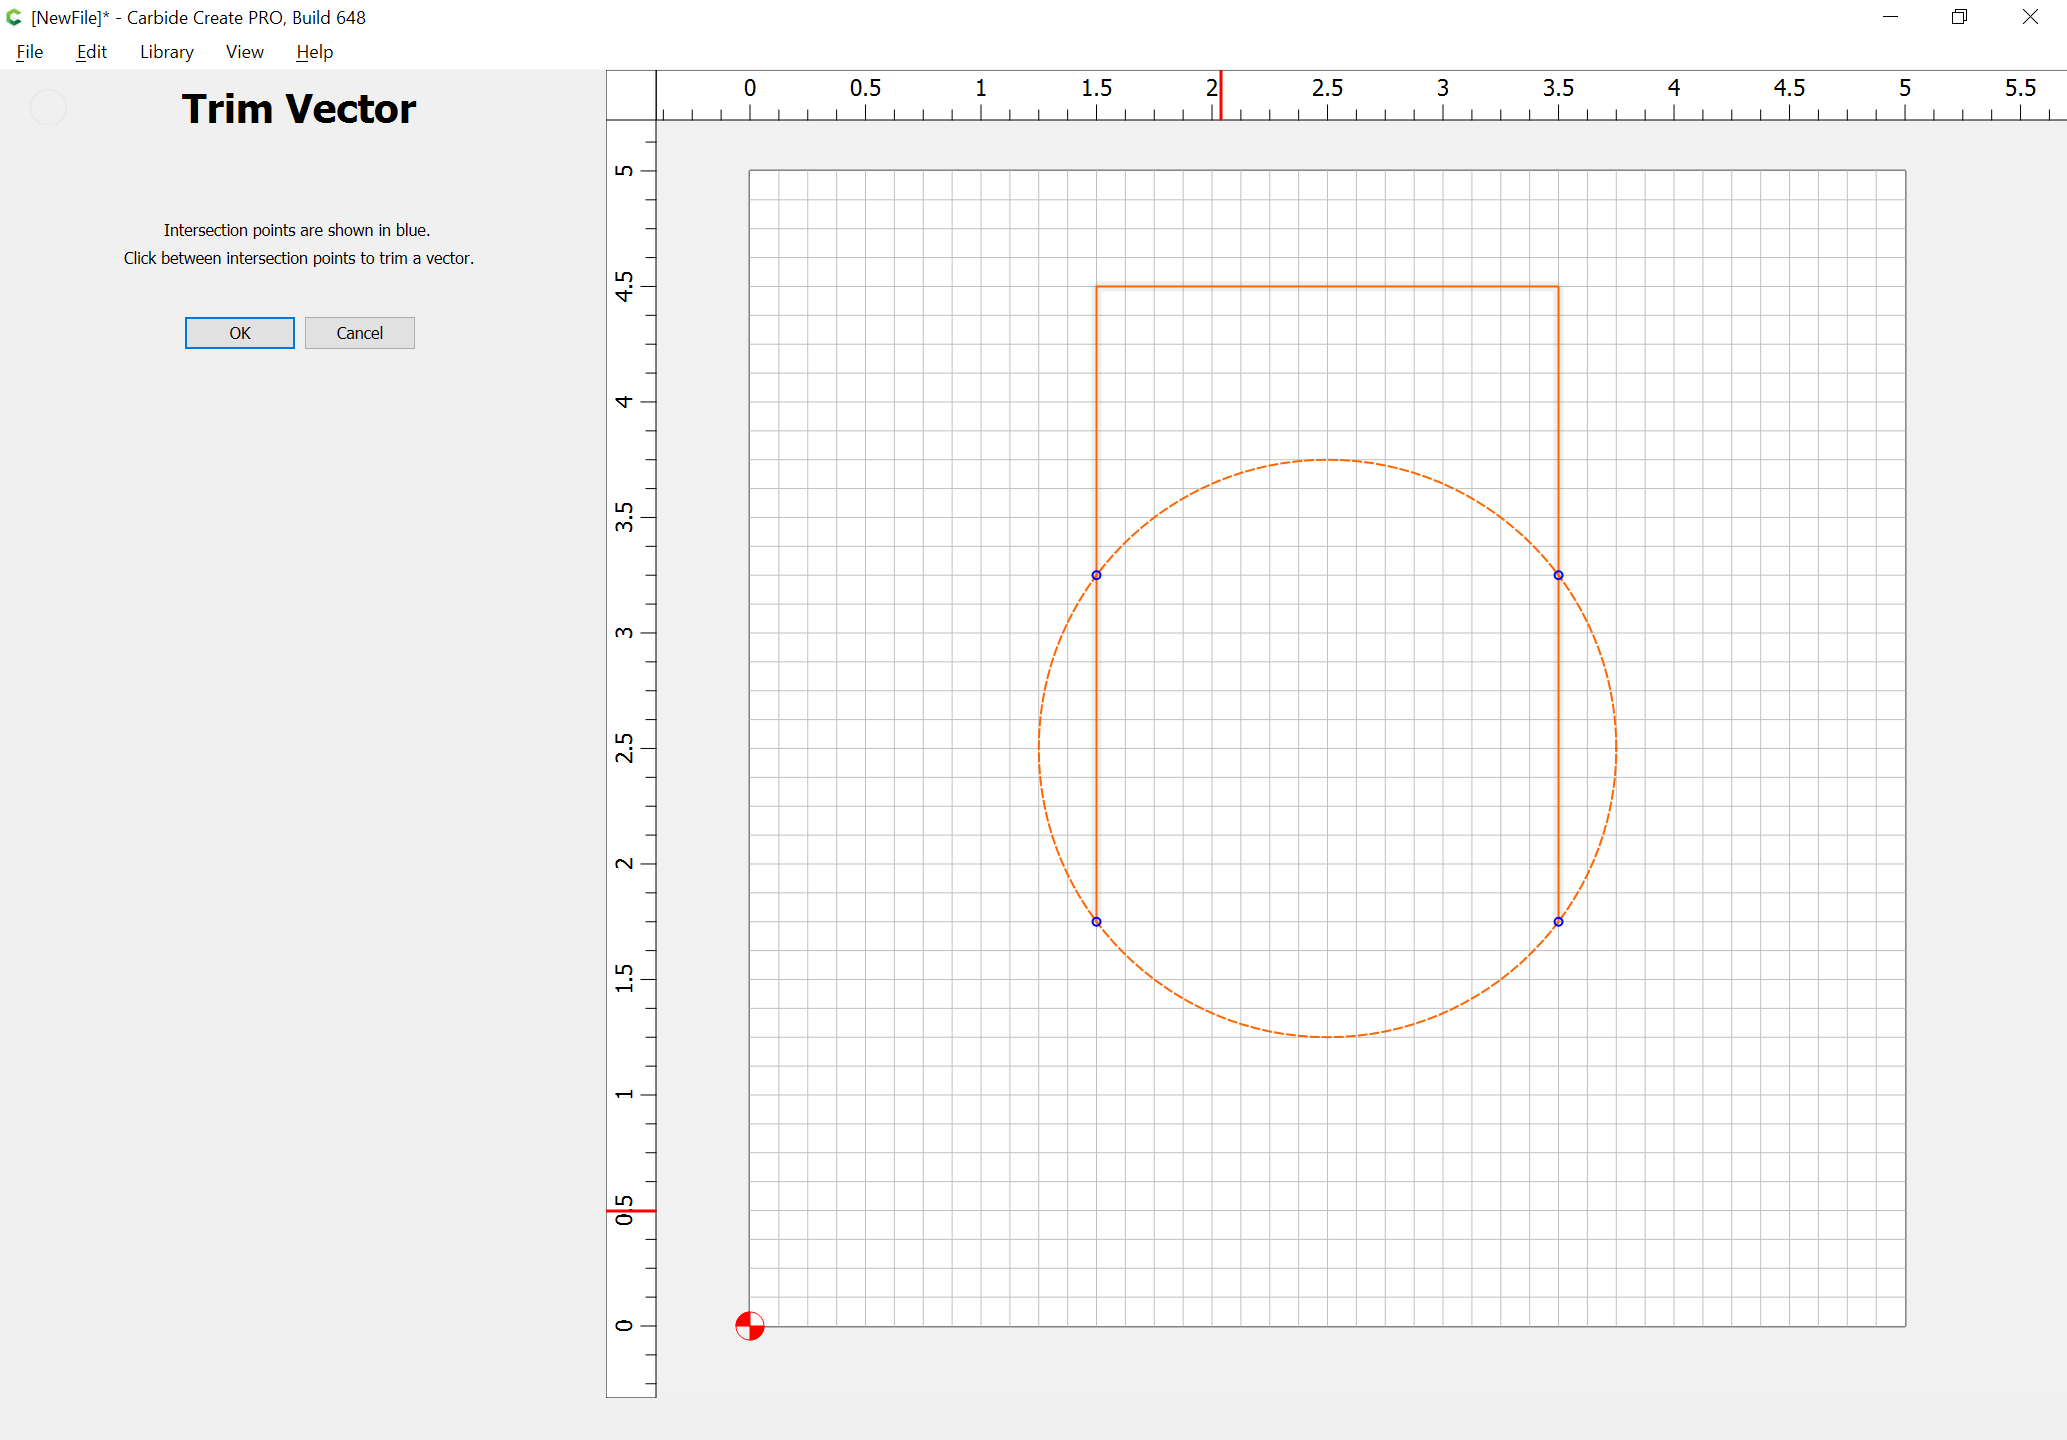 [NewFile]* - Carbide Create PRO, Build 648
File Edit Library View Help
Trim Vector
Intersection points are shown in blue.
Click between intersection points to trim a vector.
OK Cancel
0 0.5 1 1.5 2 2.5 3 3.5 4 4.5 5 5.5
5
4.5
4
3.5
3
2.5
2
1.5
1
0.5
0